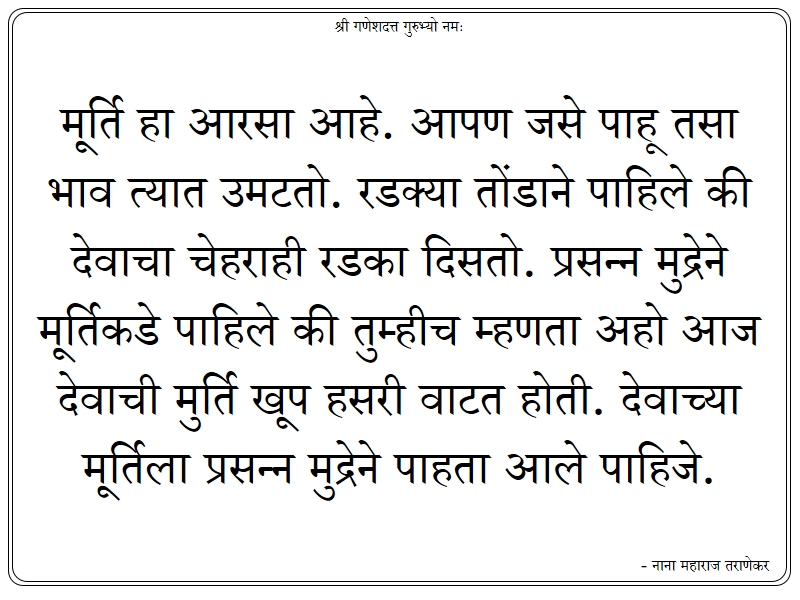 श्री गणेशदत्त गुरुभ्यो नमः
मूर्ति हा आरसा आहे. आपण जसे पाहू तसा
भाव त्यात उमटतो. रडक्या तोंडाने पाहिले की
देवाचा चेहराही रडका दिसतो. प्रसन्न मुद्रेने
मूर्तिकडे पाहिले की तुम्हीच म्हणता अहो आज
देवाची मुर्ति खूप हसरी वाटत होती. देवाच्या
मूर्तिला प्रसन्न मुद्रेने पाहता आले पाहिजे.
- नाना महाराज तराणेकर